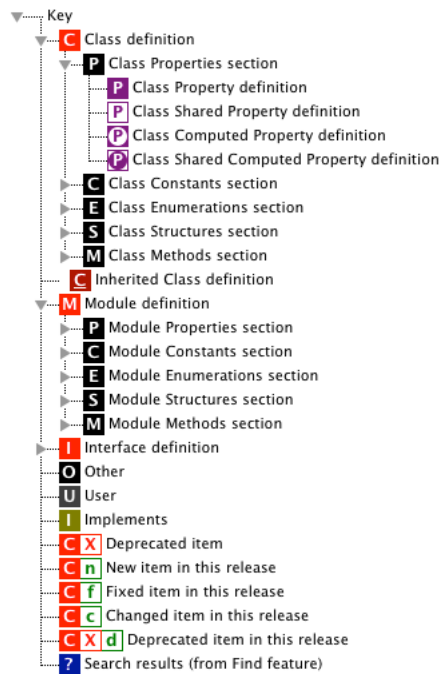 Key
C Class definition
P Class Properties section
P Class Property definition
P Class Shared Property definition
P Class Computed Property definition
P Class Shared Computed Property definition
C Class Constants section
E Class Enumerations section
S Class Structures section
M Class Methods section
C Inherited Class definition
M Module definition
P Module Properties section
C Module Constants section
E Module Enumerations section
S Module Structures section
M Module Methods section
I Interface definition
O Other
U User
I Implements
C X Deprecated item
C n New item in this release
C f Fixed item in this release
C c Changed item in this release
C X d Deprecated item in this release
? Search results (from Find feature)